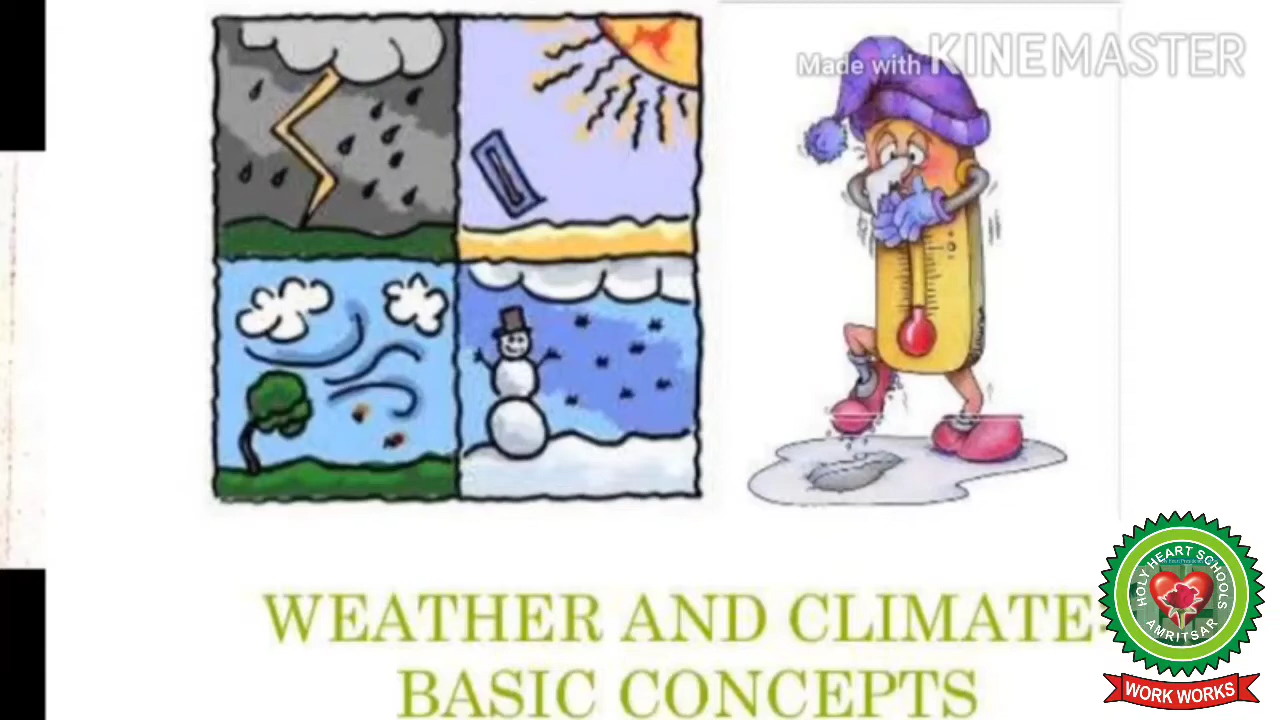 Made with KINEMASTER
WEATHER AND CLIMATE-
BASIC CONCEPTS
HOLY HEART SCHOOLS
AMRITSAR
WORK WORKS